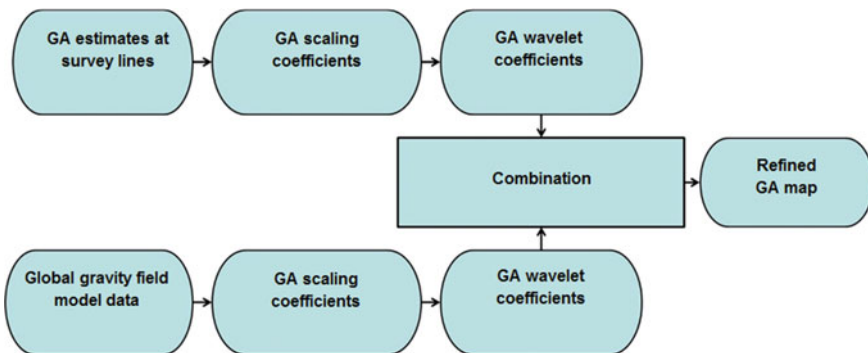 GA estimates at
survey lines
GA scaling
coefficients
GA wavelet
coefficients
Combination
Refined
GA map
Global gravity field
model data
GA scaling
coefficients
GA wavelet
coefficients